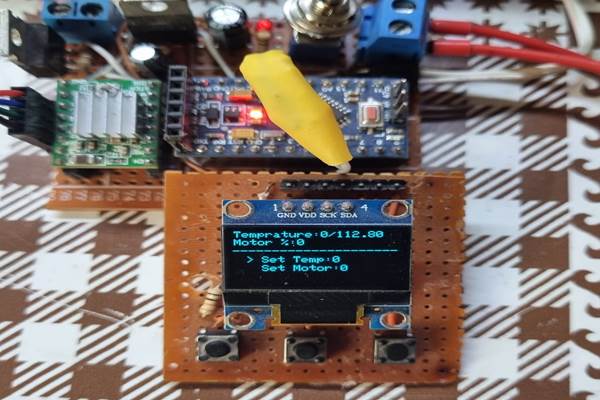 1 4
GND VDD SCK SDA
Temprature:0/112.80
Motor %:0
> Set Temp:0
Set Motor:0